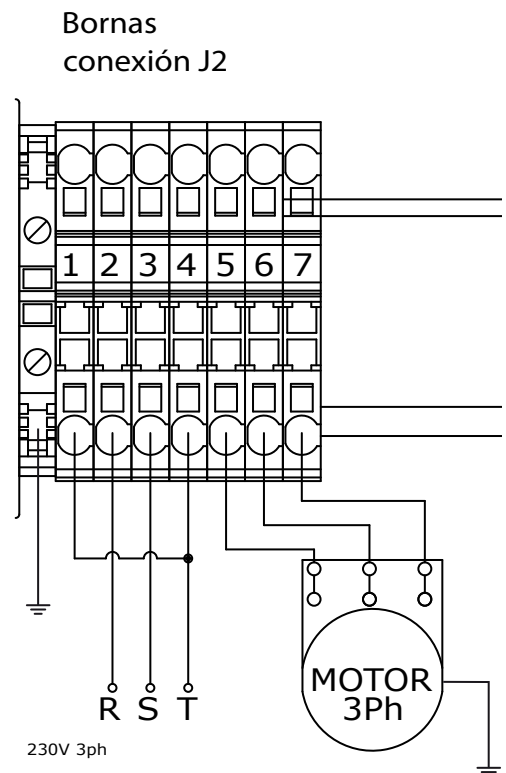 Bornas
conexión J2
1 2 3 4 5 6 7
R S T
230V 3ph
MOTOR
3Ph